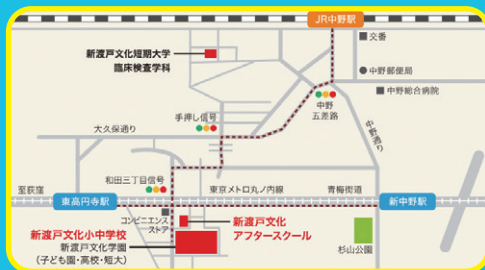 JR中野駅
交番
新渡戸文化短期大学
臨床検査学科
中野郵便局
中野総合病院
中野
五差路
手押し信号
大久保通り
中野通り
和田三丁目信号
至荻窪
東京メトロ丸ノ内線
青梅街道
東高円寺駅
新中野駅
コンビニエンス
ストア
新渡戸文化
アフタースクール
新渡戸文化小中学校
新渡戸文化学園
(子ども園・高校・短大)
杉山公園